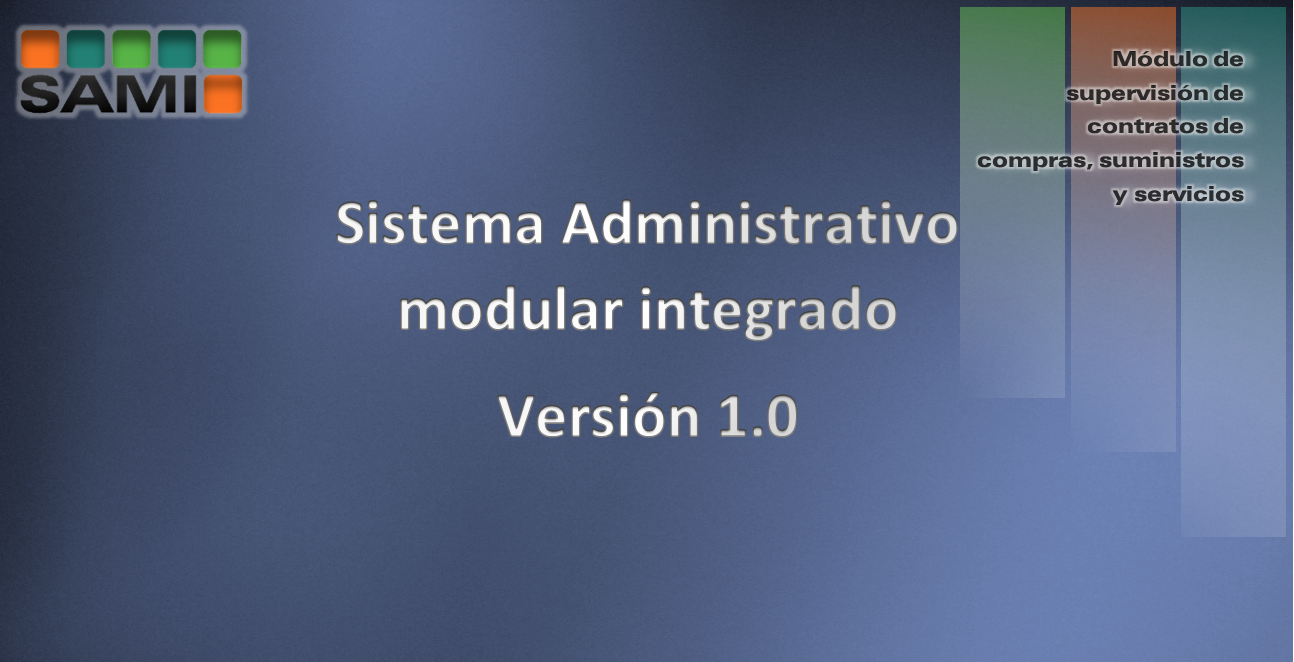 SAMI
Módulo de
supervisión de
contratos de
compras, suministros
y servicios
Sistema Administrativo
modular integrado
Versión 1.0